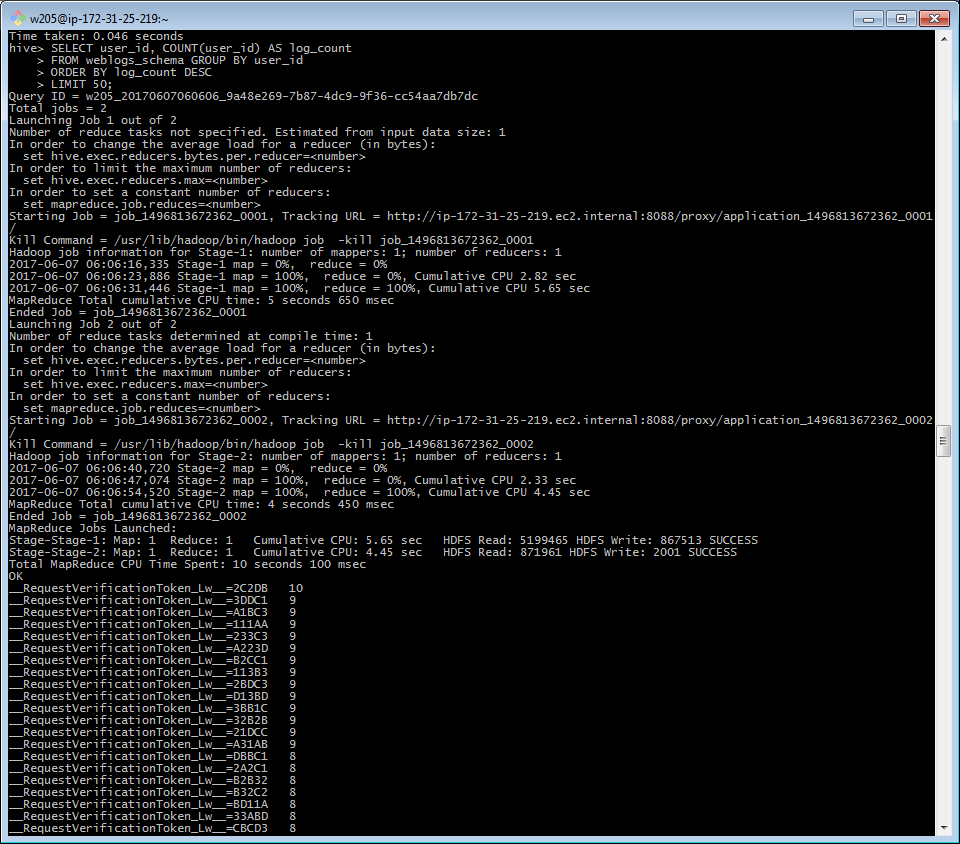 w205@ip-172-31-25-219:~
Time taken: 0.046 seconds
hive> SELECT user_id, COUNT(user_id) AS log_count
    > FROM weblogs_schema GROUP BY user_id
    > ORDER BY log_count DESC
    > LIMIT 50;
Query ID = w205_20170607060606_9a48e269-7b87-4dc9-9f36-cc54aa7db7dc
Total jobs = 2
Launching Job 1 out of 2
Number of reduce tasks not specified. Estimated from input data size: 1
In order to change the average load for a reducer (in bytes):
  set hive.exec.reducers.bytes.per.reducer=<number>
In order to limit the maximum number of reducers:
  set hive.exec.reducers.max=<number>
In order to set a constant number of reducers:
  set mapreduce.job.reduces=<number>
Starting Job = job_1496813672362_0001, Tracking URL = http://ip-172-31-25-219.ec2.internal:8088/proxy/application_1496813672362_0001
/
Kill Command = /usr/lib/hadoop/bin/hadoop job  -kill job_1496813672362_0001
Hadoop job information for Stage-1: number of mappers: 1; number of reducers: 1
2017-06-07 06:06:16,335 Stage-1 map = 0%,  reduce = 0%
2017-06-07 06:06:23,886 Stage-1 map = 100%,  reduce = 0%, Cumulative CPU 2.82 sec
2017-06-07 06:06:31,446 Stage-1 map = 100%,  reduce = 100%, Cumulative CPU 5.65 sec
MapReduce Total cumulative CPU time: 5 seconds 650 msec
Ended Job = job_1496813672362_0001
Launching Job 2 out of 2
Number of reduce tasks determined at compile time: 1
In order to change the average load for a reducer (in bytes):
  set hive.exec.reducers.bytes.per.reducer=<number>
In order to limit the maximum number of reducers:
  set hive.exec.reducers.max=<number>
In order to set a constant number of reducers:
  set mapreduce.job.reduces=<number>
Starting Job = job_1496813672362_0002, Tracking URL = http://ip-172-31-25-219.ec2.internal:8088/proxy/application_1496813672362_0002
/
Kill Command = /usr/lib/hadoop/bin/hadoop job  -kill job_1496813672362_0002
Hadoop job information for Stage-2: number of mappers: 1; number of reducers: 1
2017-06-07 06:06:40,720 Stage-2 map = 0%,  reduce = 0%
2017-06-07 06:06:47,074 Stage-2 map = 100%,  reduce = 0%, Cumulative CPU 2.33 sec
2017-06-07 06:06:54,520 Stage-2 map = 100%,  reduce = 100%, Cumulative CPU 4.45 sec
MapReduce Total cumulative CPU time: 4 seconds 450 msec
Ended Job = job_1496813672362_0002
MapReduce Jobs Launched:
Stage-Stage-1: Map: 1  Reduce: 1   Cumulative CPU: 5.65 sec   HDFS Read: 5199465 HDFS Write: 867513 SUCCESS
Stage-Stage-2: Map: 1  Reduce: 1   Cumulative CPU: 4.45 sec   HDFS Read: 871961 HDFS Write: 2001 SUCCESS
Total MapReduce CPU Time Spent: 10 seconds 100 msec
OK
__RequestVerificationToken_Lw__=2C2DB   10
__RequestVerificationToken_Lw__=3DDC1   9
__RequestVerificationToken_Lw__=A1BC3   9
__RequestVerificationToken_Lw__=111AA   9
__RequestVerificationToken_Lw__=233C3   9
__RequestVerificationToken_Lw__=A223D   9
__RequestVerificationToken_Lw__=B2CC1   9
__RequestVerificationToken_Lw__=113B3   9
__RequestVerificationToken_Lw__=2BDC3   9
__RequestVerificationToken_Lw__=D13BD   9
__RequestVerificationToken_Lw__=3BB1C   9
__RequestVerificationToken_Lw__=32B2B   9
__RequestVerificationToken_Lw__=21DCC   9
__RequestVerificationToken_Lw__=A31AB   9
__RequestVerificationToken_Lw__=DBBC1   8
__RequestVerificationToken_Lw__=2A2C1   8
__RequestVerificationToken_Lw__=B2B32   8
__RequestVerificationToken_Lw__=B32C2   8
__RequestVerificationToken_Lw__=BD11A   8
__RequestVerificationToken_Lw__=33ABD   8
__RequestVerificationToken_Lw__=CBCD3   8